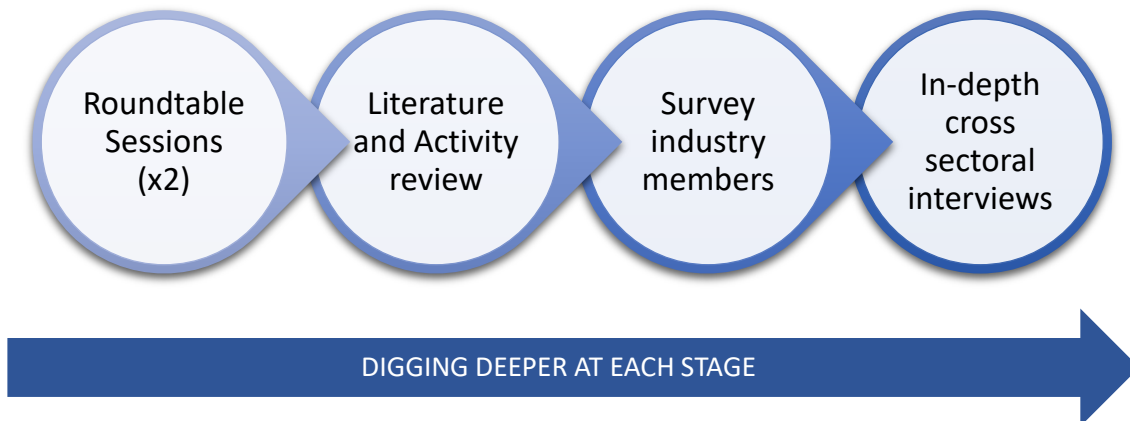 Roundtable
Sessions
(x2)
Literature
and Activity
review
Survey
industry
members
In-depth
cross
sectoral
interviews
DIGGING DEEPER AT EACH STAGE